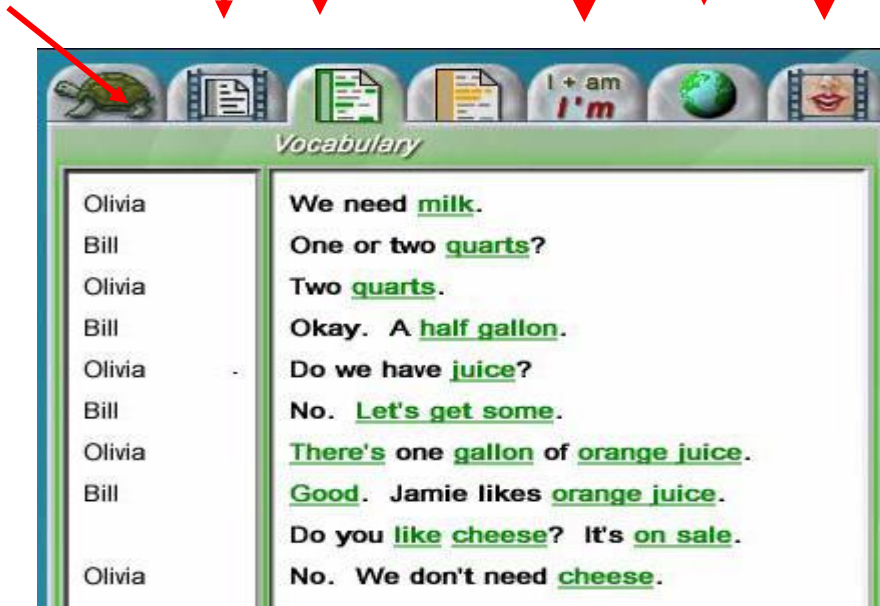 I + am
I'm
Vocabulary
Olivia We need milk.
Bill One or two quarts?
Olivia Two quarts.
Bill Okay. A half gallon.
Olivia Do we have juice?
Bill No. Let's get some.
Olivia There's one gallon of orange juice.
Bill Good. Jamie likes orange juice.
Do you like cheese? It's on sale.
Olivia No. We don't need cheese.